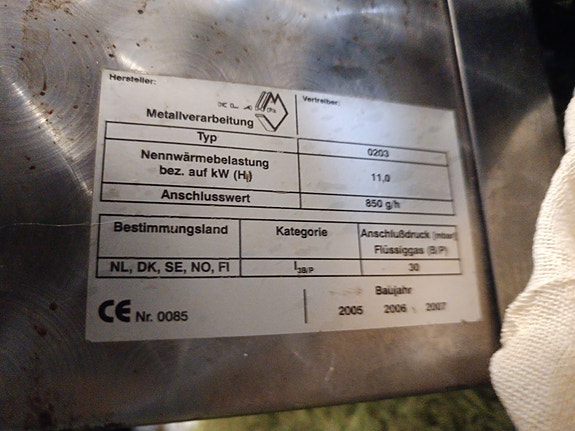 Hersteller:
Vertreiber:
Metallverarbeitung
Typ 0203
Nennwärmebelastung
bez. auf kW (Hᵢ) 11,0
Anschlusswert 850 g/h
Bestimmungsland Kategorie Anschlußdruck [mbar]
Flüssiggas (B/P)
NL, DK, SE, NO, FI I3B/P 30
Baujahr
CE Nr. 0085 2005 2006 2007